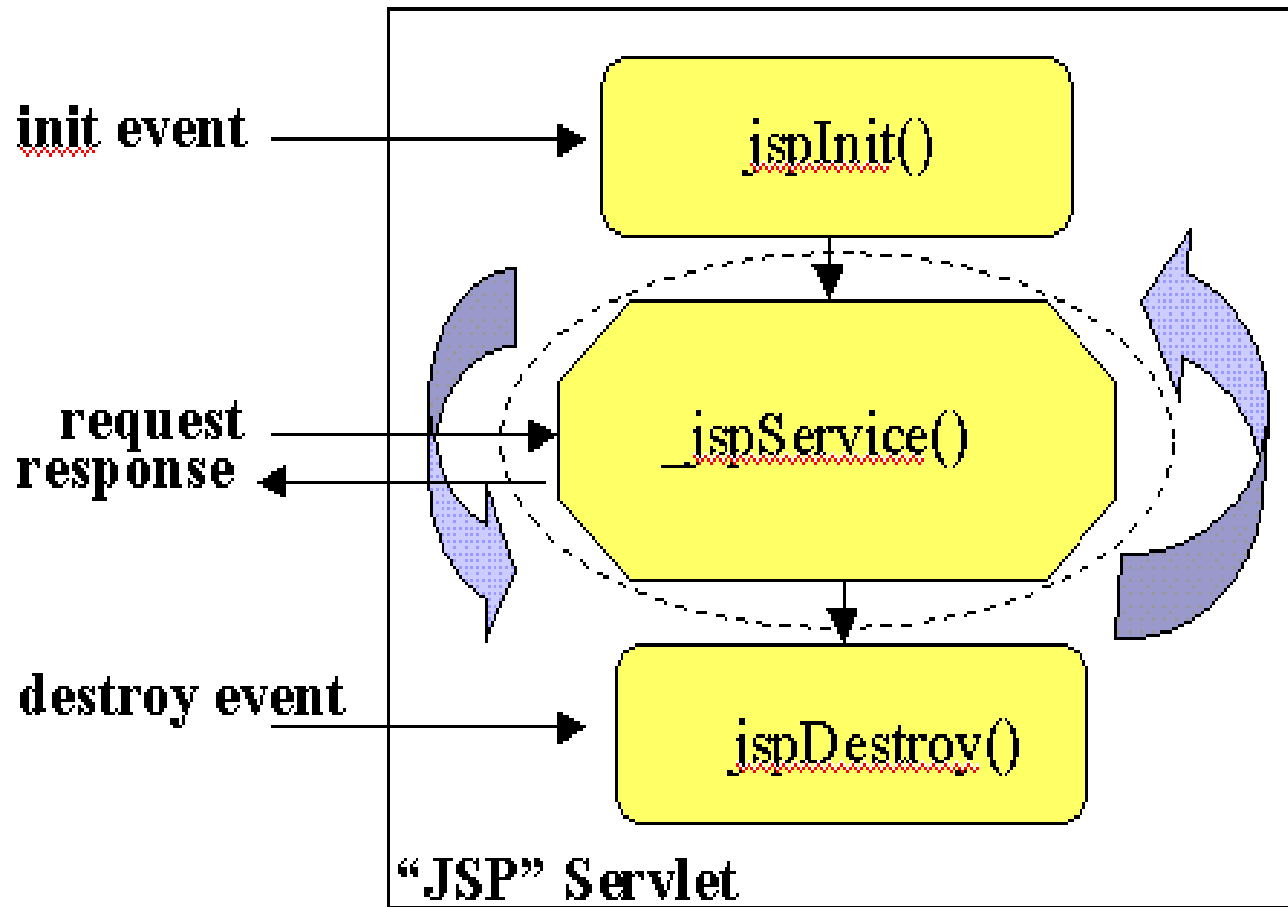 init event
jspInit()
request
response
_jspService()
destroy event
jspDestroy()
“JSP” Servlet